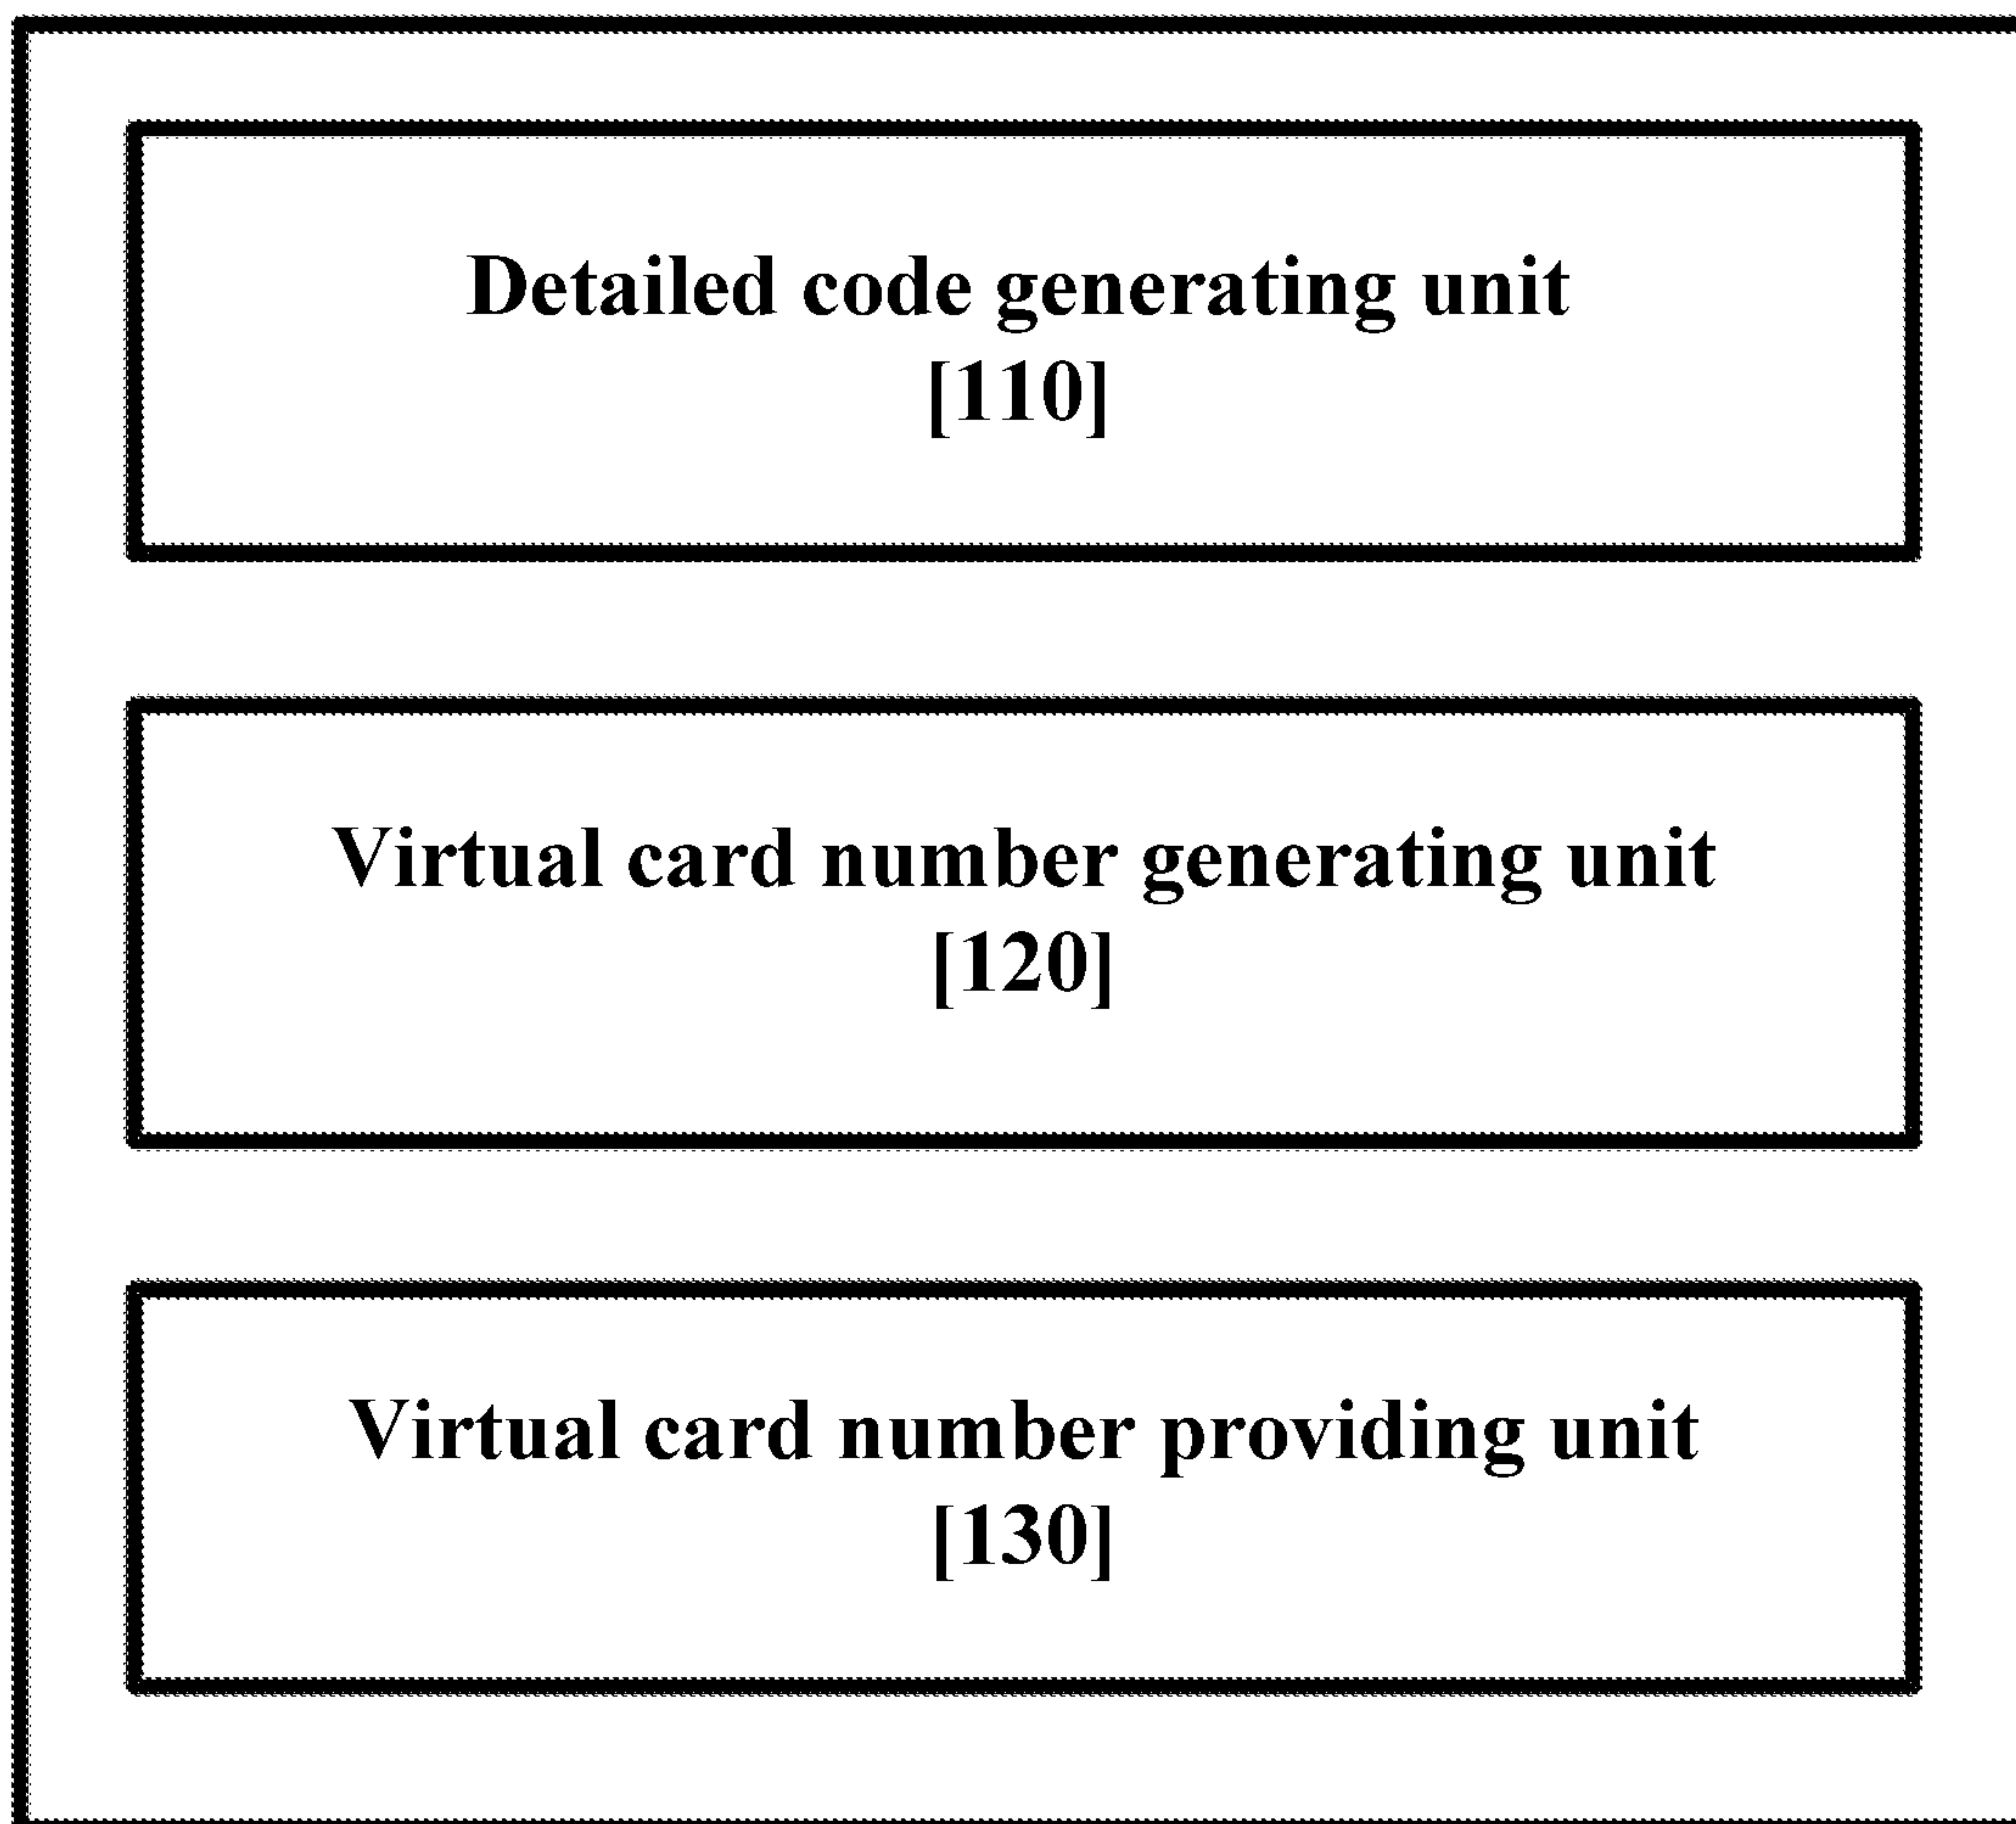 Detailed code generating unit
[110]
Virtual card number generating unit
[120]
Virtual card number providing unit
[130]